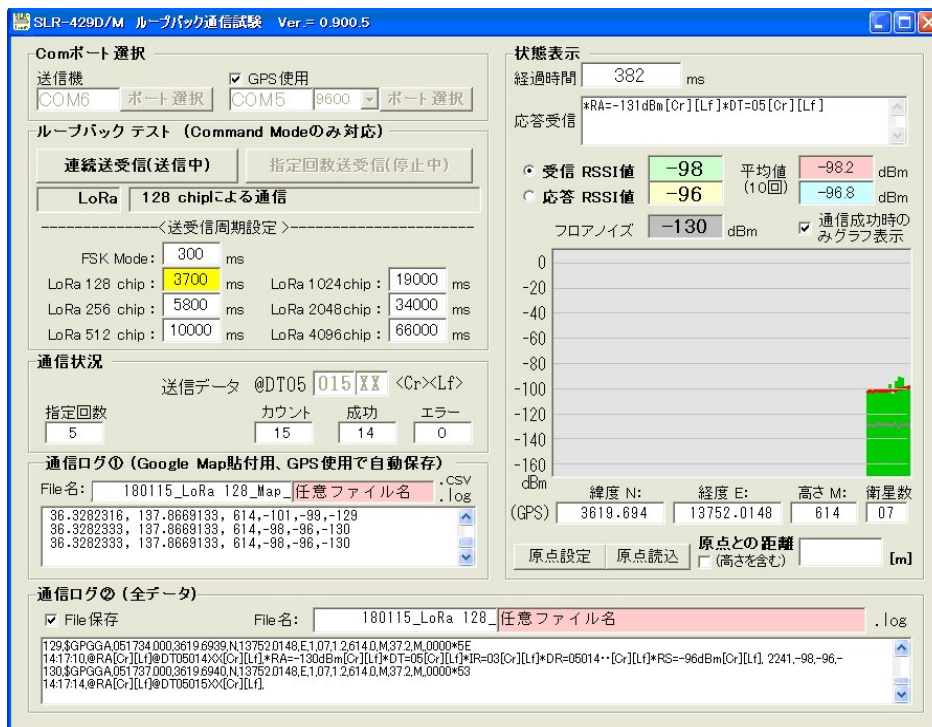 SLR-429D/M ループバック通信試験 Ver.= 0.900.5
Comポート選択
送信機
GPS使用
COM6 ポート選択 COM5 9600 ポート選択
ループバック テスト (Command Modeのみ対応)
連続送受信(送信中) 指定回数送受信(停止中)
LoRa 128 chipによる通信
--------------<送受信周期設定>----------------------
FSK Mode: 300 ms
LoRa 128 chip : 3700 ms LoRa 1024chip : 19000 ms
LoRa 256 chip : 5800 ms LoRa 2048chip : 34000 ms
LoRa 512 chip : 10000 ms LoRa 4096chip : 66000 ms
通信状況
送信データ @DT05 015 XX <Cr><Lf>
指定回数 カウント 成功 エラー
5 15 14 0
通信ログ① (Google Map貼付用、GPS使用で自動保存)
File名: 180115_LoRa 128_Map_ 任意ファイル名 .csv .log
36.3282316, 137.8669133, 614,-101,-99,-129
36.3282333, 137.8669133, 614,-98,-96,-130
36.3282333, 137.8669133, 614,-98,-96,-130
状態表示
経過時間 382 ms
応答受信 *RA=-131dBm[Cr][Lf]*DT=05[Cr][Lf]
受信 RSSI値 -98 平均値 -98.2 dBm
応答 RSSI値 -96 (10回) -96.8 dBm
フロアノイズ -130 dBm 通信成功時の
みグラフ表示
0
-20
-40
-60
-80
-100
-120
-140
-160
dBm
緯度 N: 経度 E: 高さ M: 衛星数
(GPS) 3619.694 13752.0148 614 07
原点設定 原点読込 原点との距離 [m]
(高さを含む)
通信ログ② (全データ)
File保存 File名: 180115_LoRa 128_ 任意ファイル名 .log
129,$GPGGA,051734.000,3619.6939,N,13752.0148,E,1,07,1.2,614.0,M,37.2,M,,0000*5E
14:17:10,@RA[Cr][Lf]@DT05014XX[Cr][Lf],*RA=-130dBm[Cr][Lf]*DT=05[Cr][Lf]*IR=03[Cr][Lf]*DR=05014··[Cr][Lf]*RS=-96dBm[Cr][Lf], 2241,-98,-96,-
130,$GPGGA,051737.000,3619.6940,N,13752.0148,E,1,07,1.2,614.0,M,37.2,M,,0000*53
14:17:14,@RA[Cr][Lf]@DT05015XX[Cr][Lf],